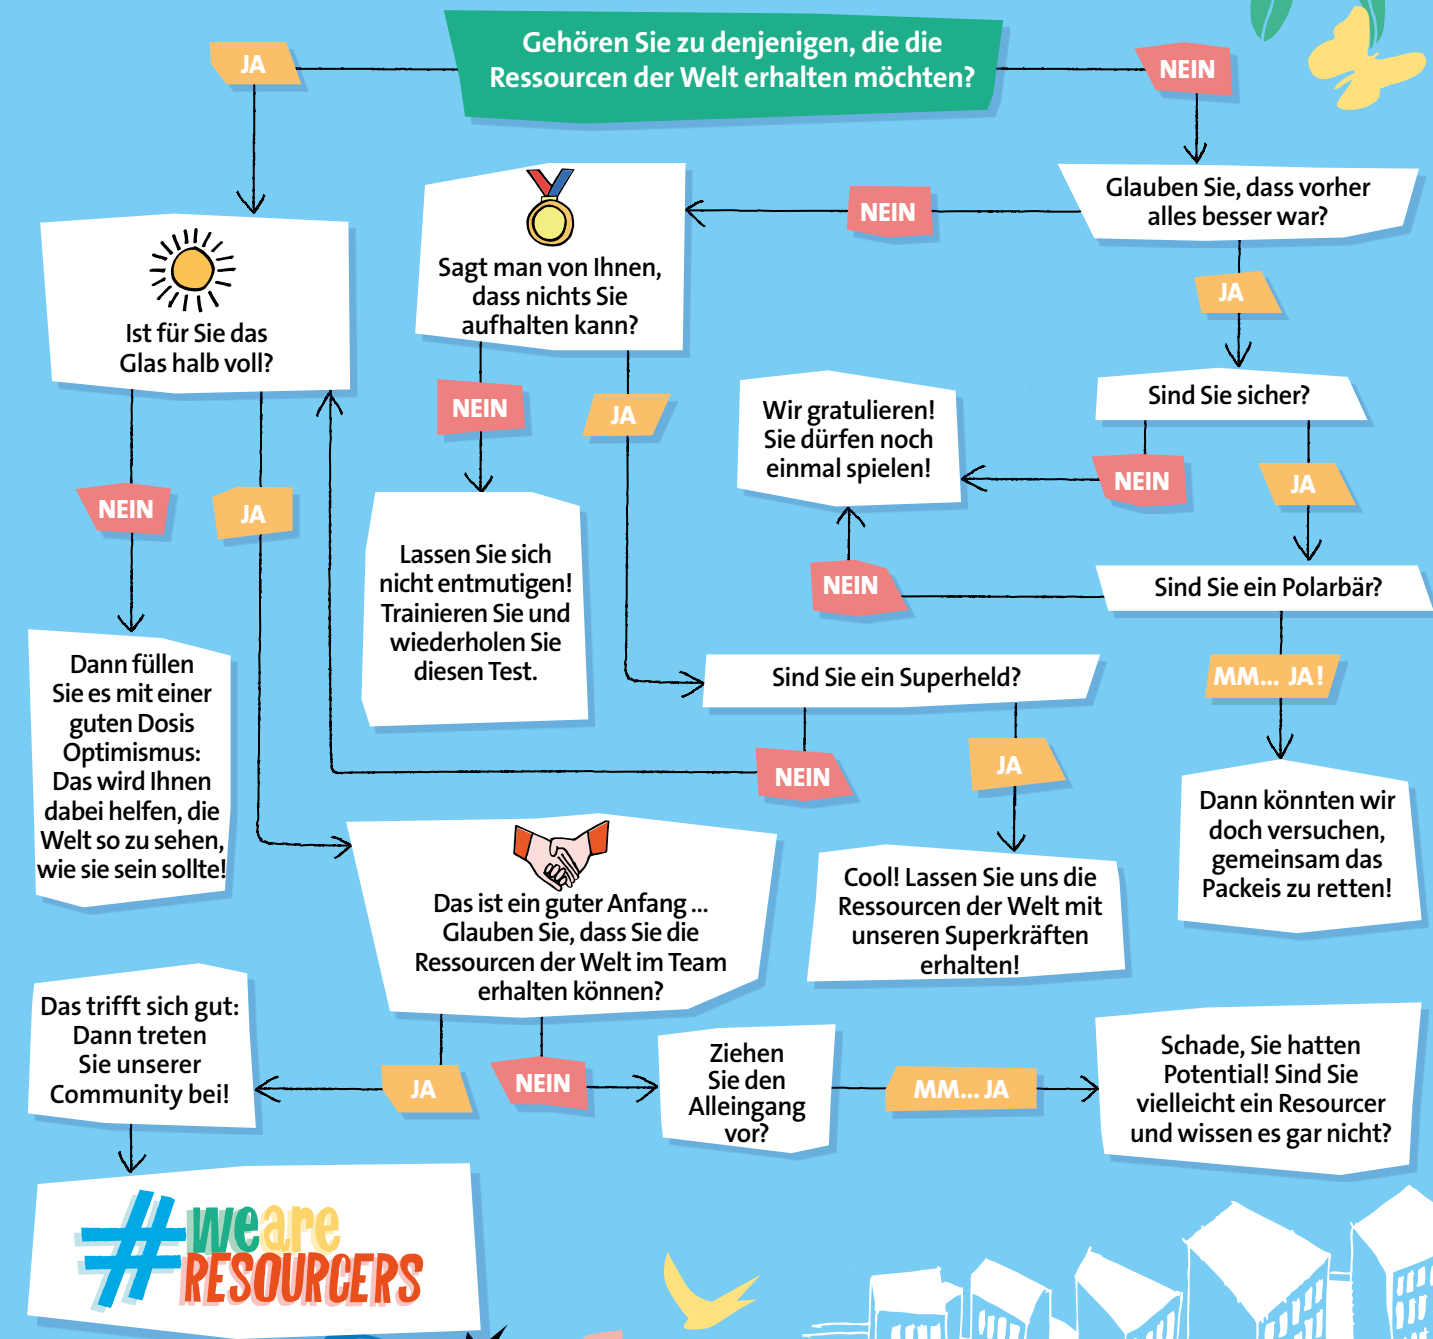 Gehören Sie zu denjenigen, die die
Ressourcen der Welt erhalten möchten?
JA
NEIN
Glauben Sie, dass vorher
alles besser war?
NEIN
JA
Sagt man von Ihnen,
dass nichts Sie
aufhalten kann?
Ist für Sie das
Glas halb voll?
NEIN
JA
Sind Sie sicher?
Wir gratulieren!
Sie dürfen noch
einmal spielen!
NEIN
JA
NEIN
JA
Lassen Sie sich
nicht entmutigen!
Trainieren Sie und
wiederholen Sie
diesen Test.
NEIN
Sind Sie ein Polarbär?
MM... JA!
Dann füllen
Sie es mit einer
guten Dosis
Optimismus:
Das wird Ihnen
dabei helfen, die
Welt so zu sehen,
wie sie sein sollte!
Sind Sie ein Superheld?
NEIN
JA
Dann könnten wir
doch versuchen,
gemeinsam das
Packeis zu retten!
Cool! Lassen Sie uns die
Ressourcen der Welt mit
unseren Superkräften
erhalten!
Das ist ein guter Anfang ...
Glauben Sie, dass Sie die
Ressourcen der Welt im Team
erhalten können?
JA
NEIN
Das trifft sich gut:
Dann treten
Sie unserer
Community bei!
Ziehen
Sie den
Alleingang
vor?
MM... JA
Schade, Sie hatten
Potential! Sind Sie
vielleicht ein Resourcer
und wissen es gar nicht?
#weare
RESOURCERS